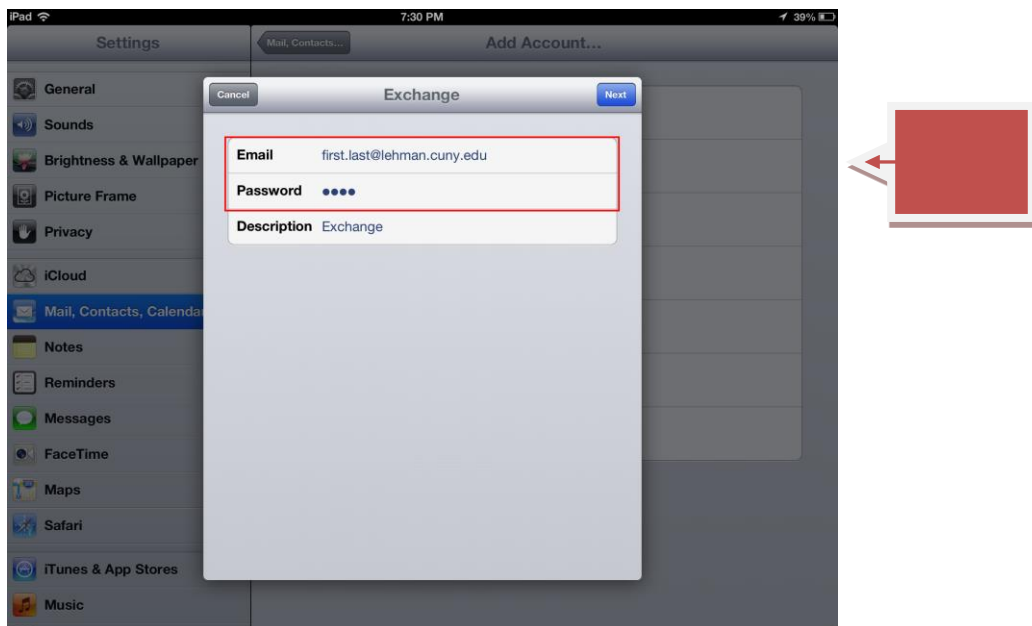 iPad 7:30 PM 39%
Settings
Mail, Contacts...
Add Account...
General
Sounds
Brightness & Wallpaper
Picture Frame
Privacy
iCloud
Mail, Contacts, Calenda
Notes
Reminders
Messages
FaceTime
Maps
Safari
iTunes & App Stores
Music
Cancel
Exchange
Next
Email first.last@lehman.cuny.edu
Password ●●●●
Description Exchange